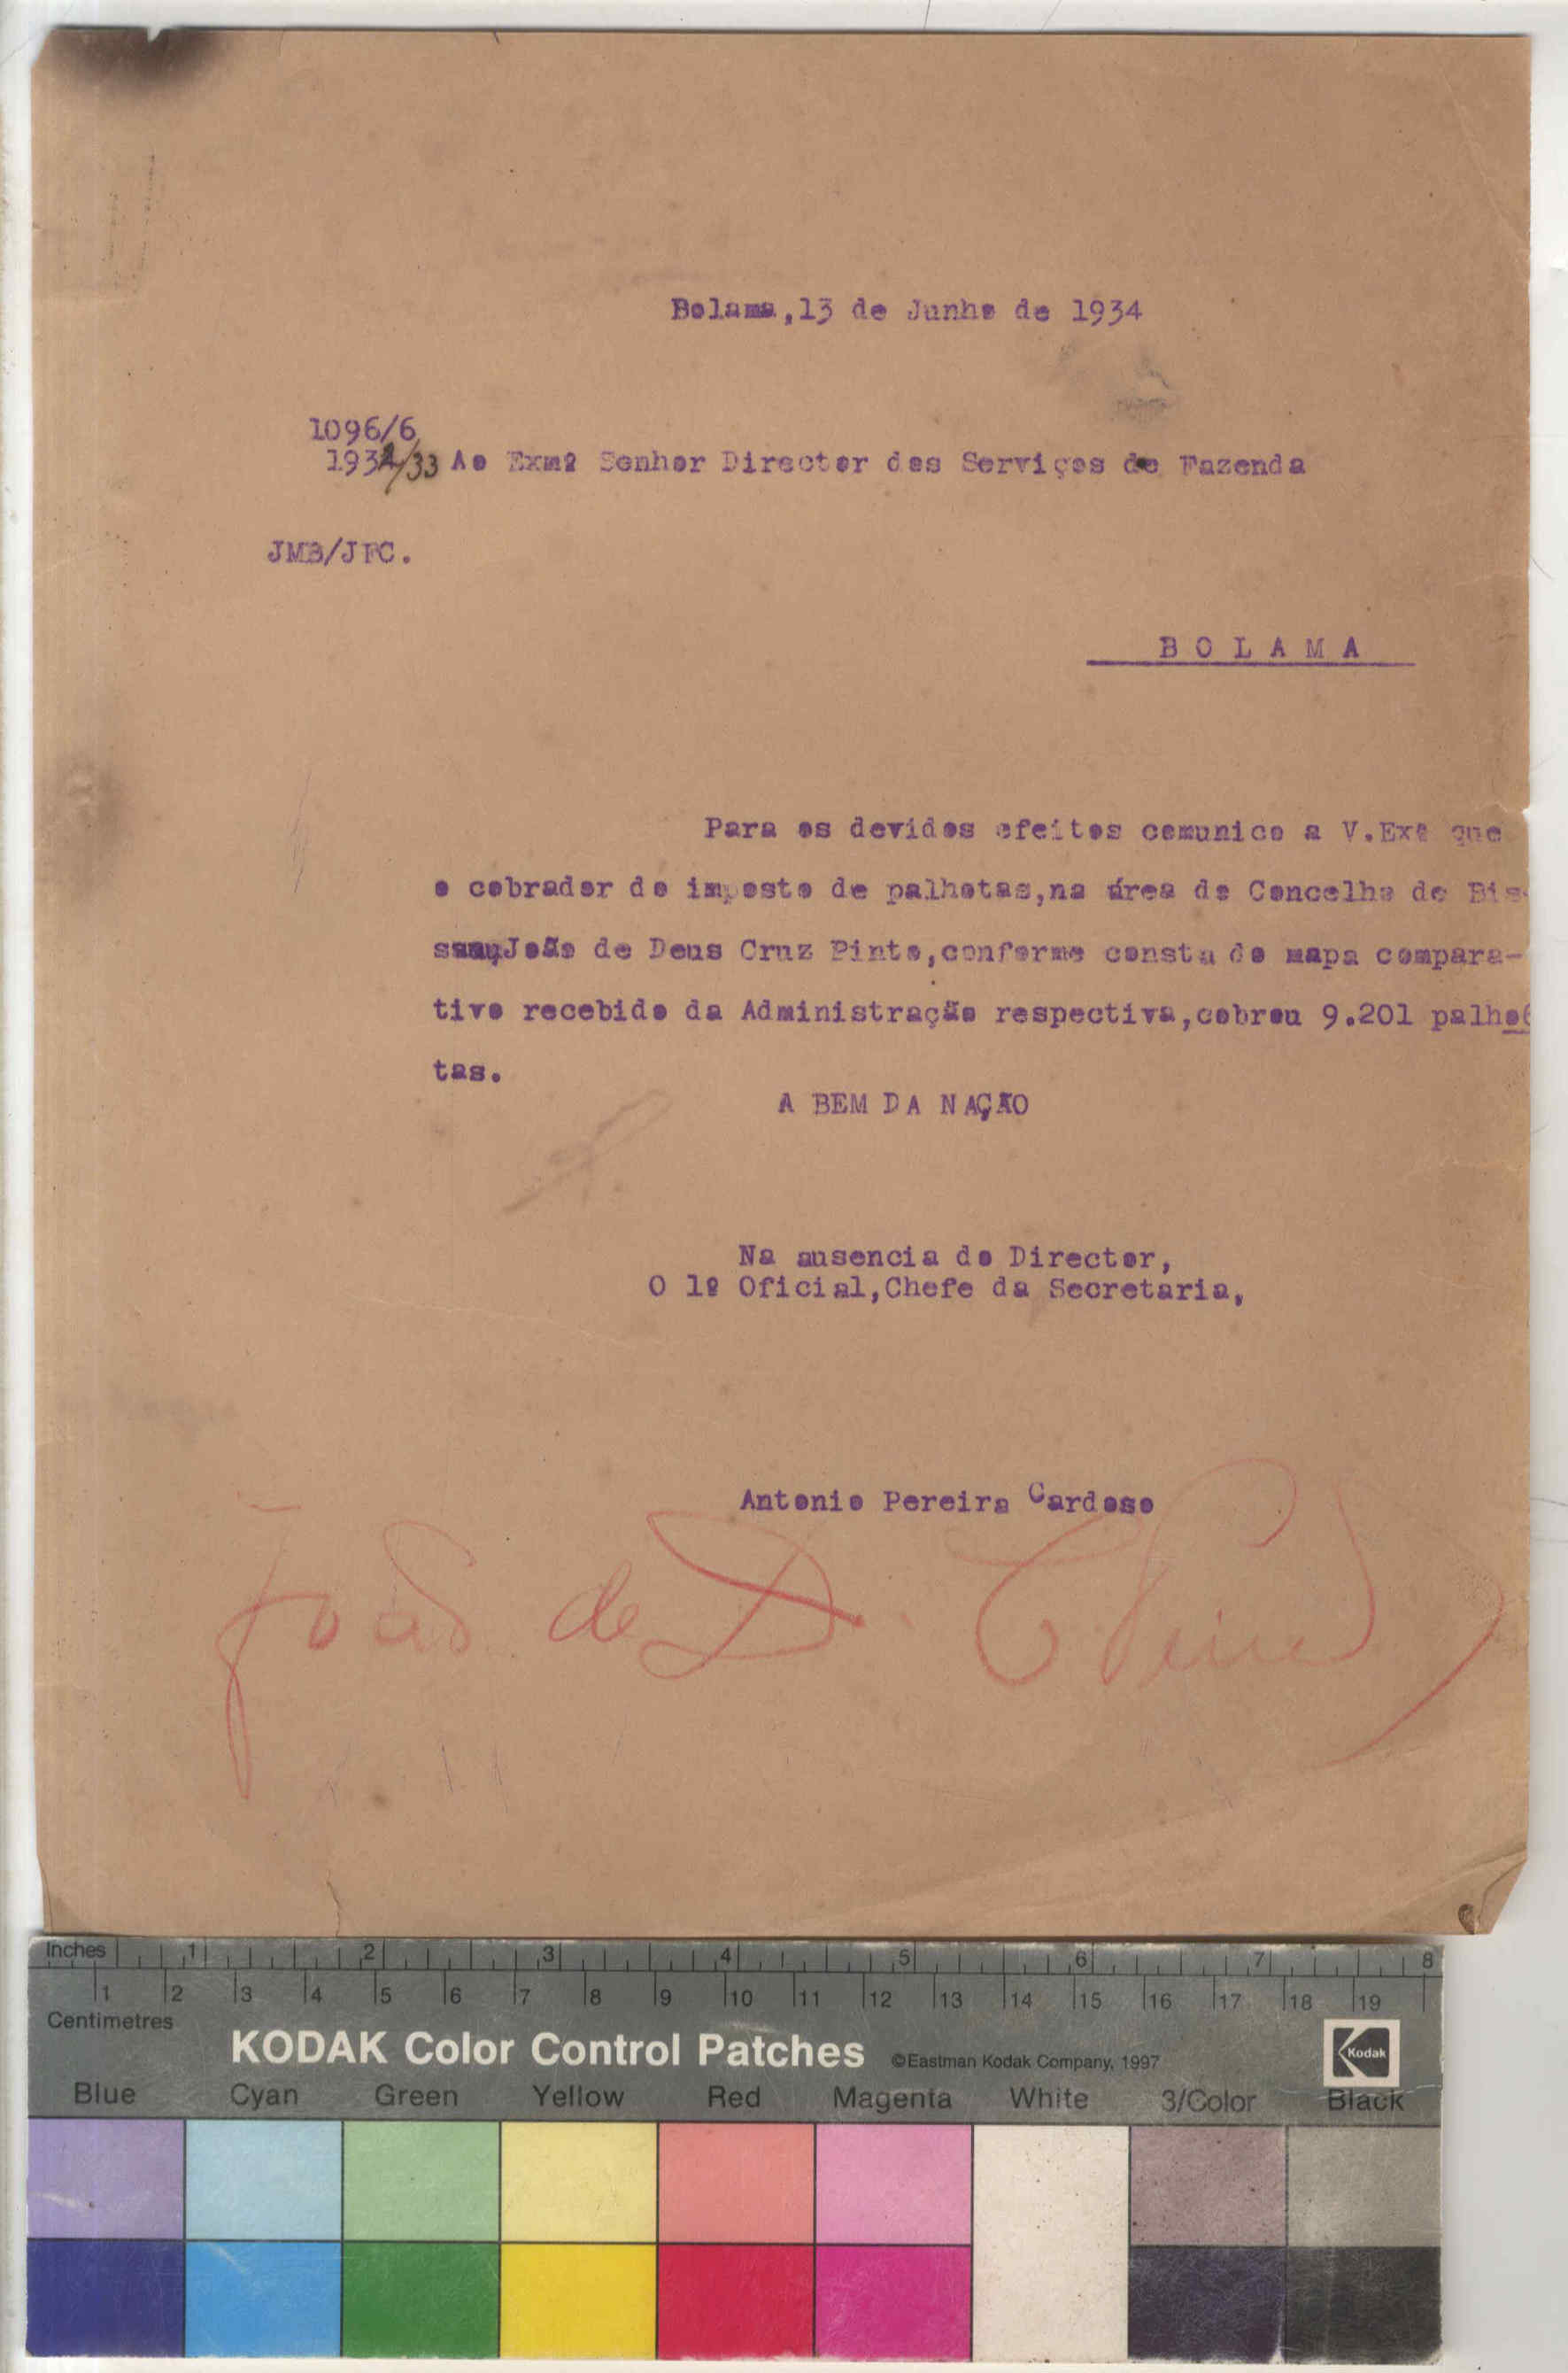 Bolama,13 de Junho de 1934
1096/6
1932/33 Ao Exmº Senhor Director dos Serviços de Fazenda
JMB/JFC.
B O L A M A
Para os devidos efeitos comunico a V.Exª que
o cobrador do imposto de palhotas,na área do Concelho de Bis-
sau,João de Deus Cruz Pinto,conforme consta do mapa compara-
tivo recebido da Administração respectiva,cobrou 9.201 palho
tas.
A BEM DA NAÇÃO
Na ausencia do Director,
O 1º Oficial,Chefe da Secretaria,
Antonio Pereira Cardoso
João de D. C
Inches 1 2 3 4 5 6 7 8
1 2 3 4 5 6 7 8 9 10 11 12 13 14 15 16 17 18 19
Centimetres
KODAK Color Control Patches ©Eastman Kodak Company, 1997 Kodak
Blue Cyan Green Yellow Red Magenta White 3/Color Black